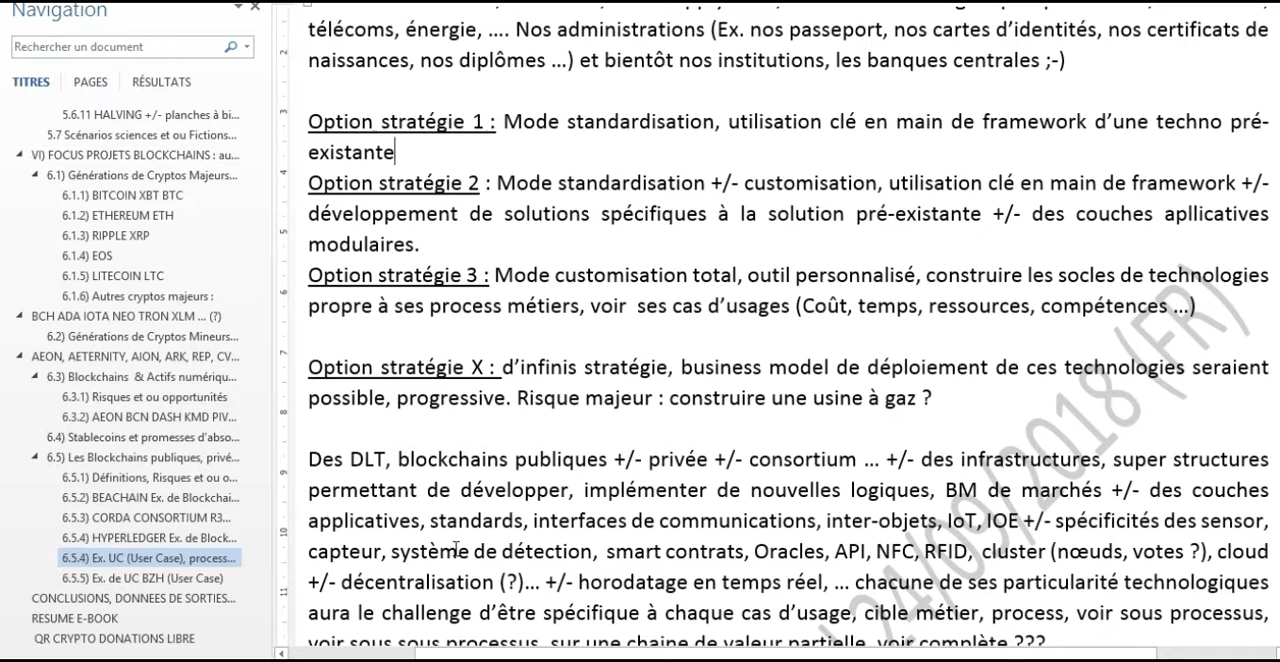 Navigation
Rechercher un document
TITRES PAGES RÉSULTATS
5.6.11 HALVING +/- planches à bi...
5.7 Scénarios sciences et ou Fictions...
VI) FOCUS PROJETS BLOCKCHAINS : au...
6.1) Générations de Cryptos Majeurs...
6.1.1) BITCOIN XBT BTC
6.1.2) ETHEREUM ETH
6.1.3) RIPPLE XRP
6.1.4) EOS
6.1.5) LITECOIN LTC
6.1.6) Autres cryptos majeurs :
BCH ADA IOTA NEO TRON XLM ... (?)
6.2) Générations de Cryptos Mineurs...
AEON, AETERNITY, AION, ARK, REP, CV...
6.3) Blockchains & Actifs numériqu...
6.3.1) Risques et ou opportunités
6.3.2) AEON BCN DASH KMD PIV...
6.4) Stablecoins et promesses d'abso...
6.5) Les Blockchains publiques, privé...
6.5.1) Définitions, Risques et ou o...
6.5.2) BEACHAIN Ex. de Blockchai...
6.5.3) CORDA CONSORTIUM R3...
6.5.4) HYPERLEDGER Ex. de Block...
6.5.4) Ex. UC (User Case), process...
6.5.5) Ex. de UC BZH (User Case)
CONCLUSIONS, DONNEES DE SORTIES...
RESUME E-BOOK
QR CRYPTO DONATIONS LIBRE
télécoms, énergie, .... Nos administrations (Ex. nos passeport, nos cartes d'identités, nos certificats de
naissances, nos diplômes ...) et bientôt nos institutions, les banques centrales ;-)
Option stratégie 1 : Mode standardisation, utilisation clé en main de framework d'une techno pré-
existante
Option stratégie 2 : Mode standardisation +/- customisation, utilisation clé en main de framework +/-
développement de solutions spécifiques à la solution pré-existante +/- des couches apllicatives
modulaires.
Option stratégie 3 : Mode customisation total, outil personnalisé, construire les socles de technologies
propre à ses process métiers, voir ses cas d'usages (Coût, temps, ressources, compétences ...)
Option stratégie X : d'infinis stratégie, business model de déploiement de ces technologies seraient
possible, progressive. Risque majeur : construire une usine à gaz ?
Des DLT, blockchains publiques +/- privée +/- consortium ... +/- des infrastructures, super structures
permettant de développer, implémenter de nouvelles logiques, BM de marchés +/- des couches
applicatives, standards, interfaces de communications, inter-objets, IoT, IOE +/- spécificités des sensor,
capteur, système de détection, smart contrats, Oracles, API, NFC, RFID, cluster (nœuds, votes ?), cloud
+/- décentralisation (?)... +/- horodatage en temps réel, ... chacune de ses particularité technologiques
aura le challenge d'être spécifique à chaque cas d'usage, cible métier, process, voir sous processus,
voir sous sous processus, sur une chaine de valeur partielle, voir complète ???
24/09/2018 (FR)